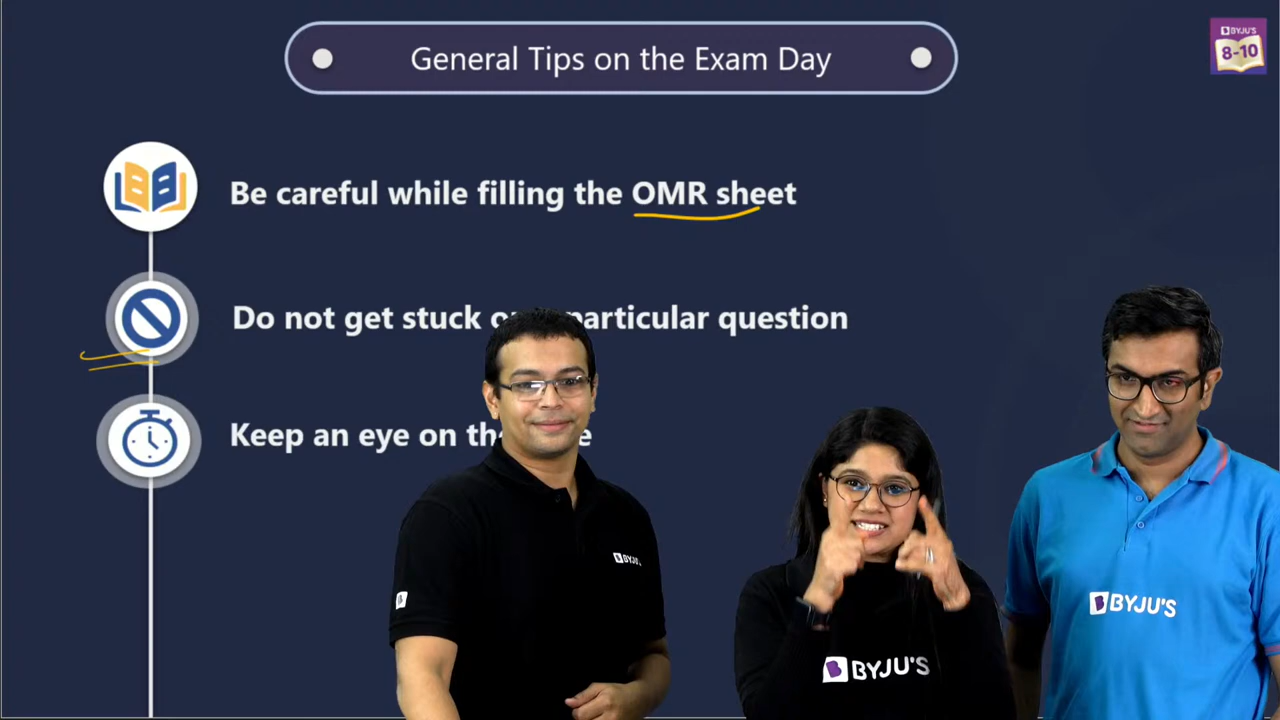 General Tips on the Exam Day
BYJU'S
8-10
Be careful while filling the OMR sheet
Do not get stuck particular question
Keep an eye on
BYJU'S
BYJU'S
BYJU'S